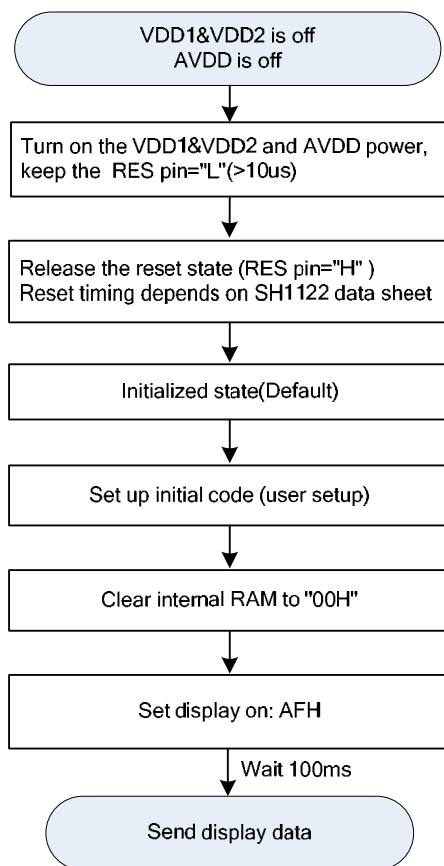 VDD1&VDD2 is off
AVDD is off
Turn on the VDD1&VDD2 and AVDD power,
keep the RES pin="L"(>10us)
Release the reset state (RES pin="H" )
Reset timing depends on SH1122 data sheet
Initialized state(Default)
Set up initial code (user setup)
Clear internal RAM to "00H"
Set display on: AFH
Wait 100ms
Send display data